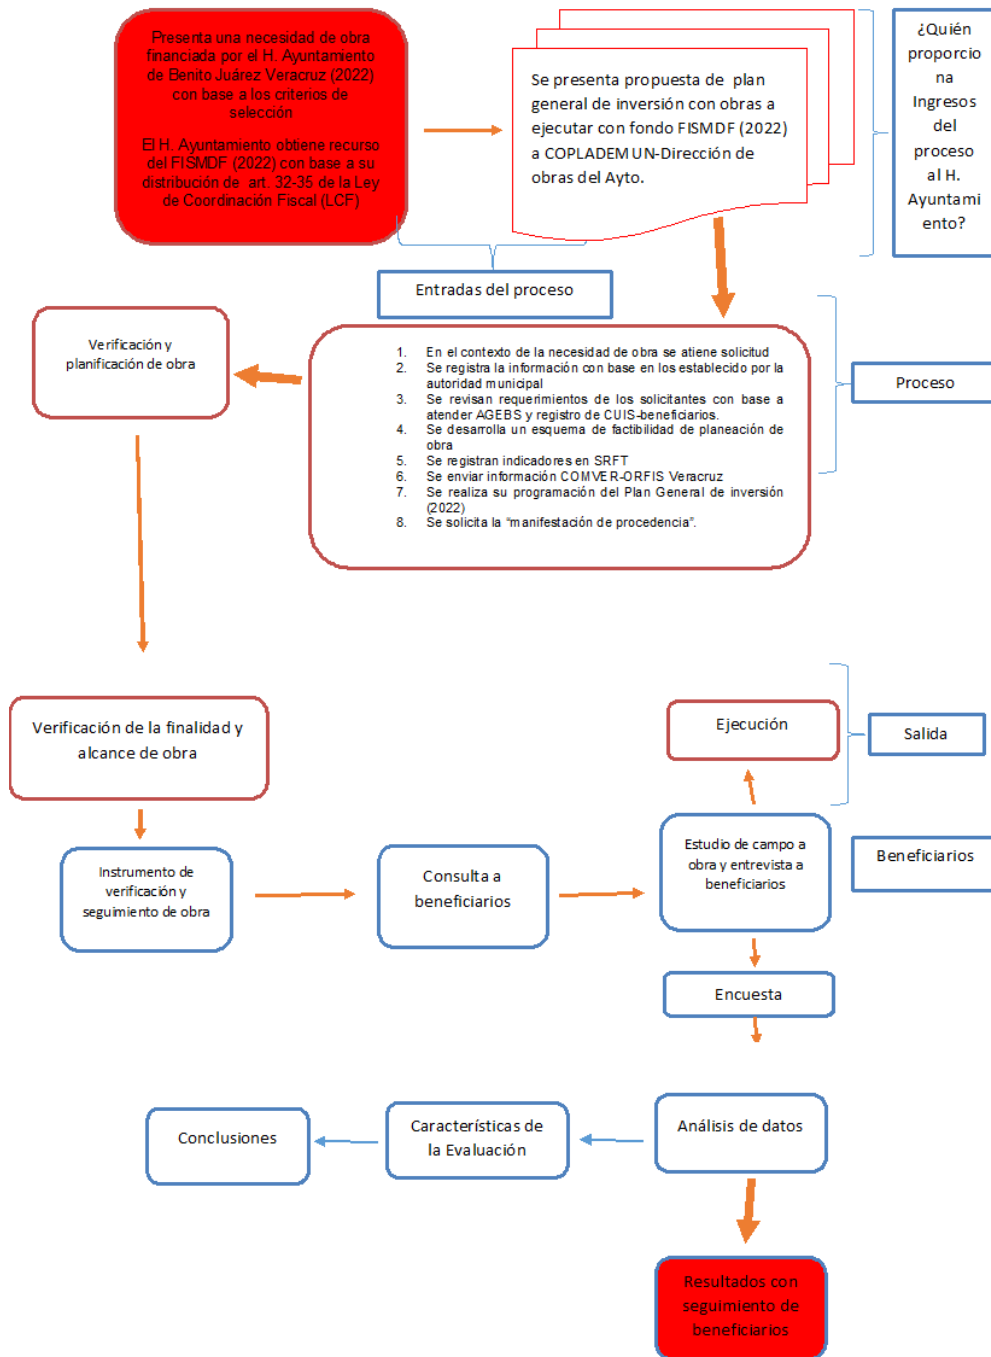 Presenta una necesidad de obra
financiada por el H. Ayuntamiento
de Benito Juárez Veracruz (2022)
con base a los criterios de
selección
El H. Ayuntamiento obtiene recurso
del FISMDF (2022) con base a su
distribución de art. 32-35 de la Ley
de Coordinación Fiscal (LCF)
Se presenta propuesta de plan
general de inversión con obras a
ejecutar con fondo FISMDF (2022)
a COPLADEMUN-Dirección de
obras del Ayto.
¿Quién
proporcio
na
Ingresos
del
proceso
al H.
Ayuntami
ento?
Entradas del proceso
Verificación y
planificación de obra
1. En el contexto de la necesidad de obra se atiene solicitud
2. Se registra la información con base en los establecido por la
autoridad municipal
3. Se revisan requerimientos de los solicitantes con base a
atender AGEBS y registro de CUIS-beneficiarios.
4. Se desarrolla un esquema de factibilidad de planeación de
obra
5. Se registran indicadores en SRFT
6. Se enviar información COMVER-ORFIS Veracruz
7. Se realiza su programación del Plan General de inversión
(2022)
8. Se solicita la “manifestación de procedencia”.
Proceso
Verificación de la finalidad y
alcance de obra
Ejecución
Salida
Instrumento de
verificación y
seguimiento de obra
Consulta a
beneficiarios
Estudio de campo a
obra y entrevista a
beneficiarios
Beneficiarios
Encuesta
Conclusiones
Características de
la Evaluación
Análisis de datos
Resultados con
seguimiento de
beneficiarios